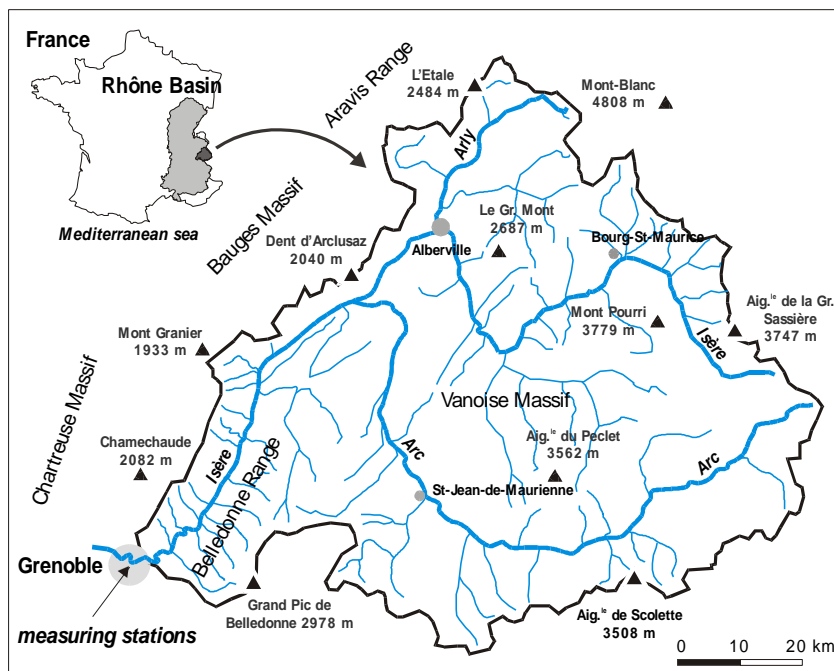 France
Rhône Basin
Mediterranean sea
Aravis Range
L'Etale
2484 m
Mont-Blanc
4808 m
Arly
Bauges Massif
Le Gr. Mont
2687 m
Bourg-St-Maurice
Alberville
Dent d'Arclusaz
2040 m
Mont Pourri
3779 m
Aig.le de la Gr.
Sassière
3747 m
Isère
Mont Granier
1933 m
Chartreuse Massif
Vanoise Massif
Chamechaude
2082 m
Isère
Belledonne Range
Arc
Aig.le du Peclet
3562 m
Arc
St-Jean-de-Maurienne
Grenoble
measuring stations
Grand Pic de
Belledonne 2978 m
Aig.le de Scolette
3508 m
0 10 20 km